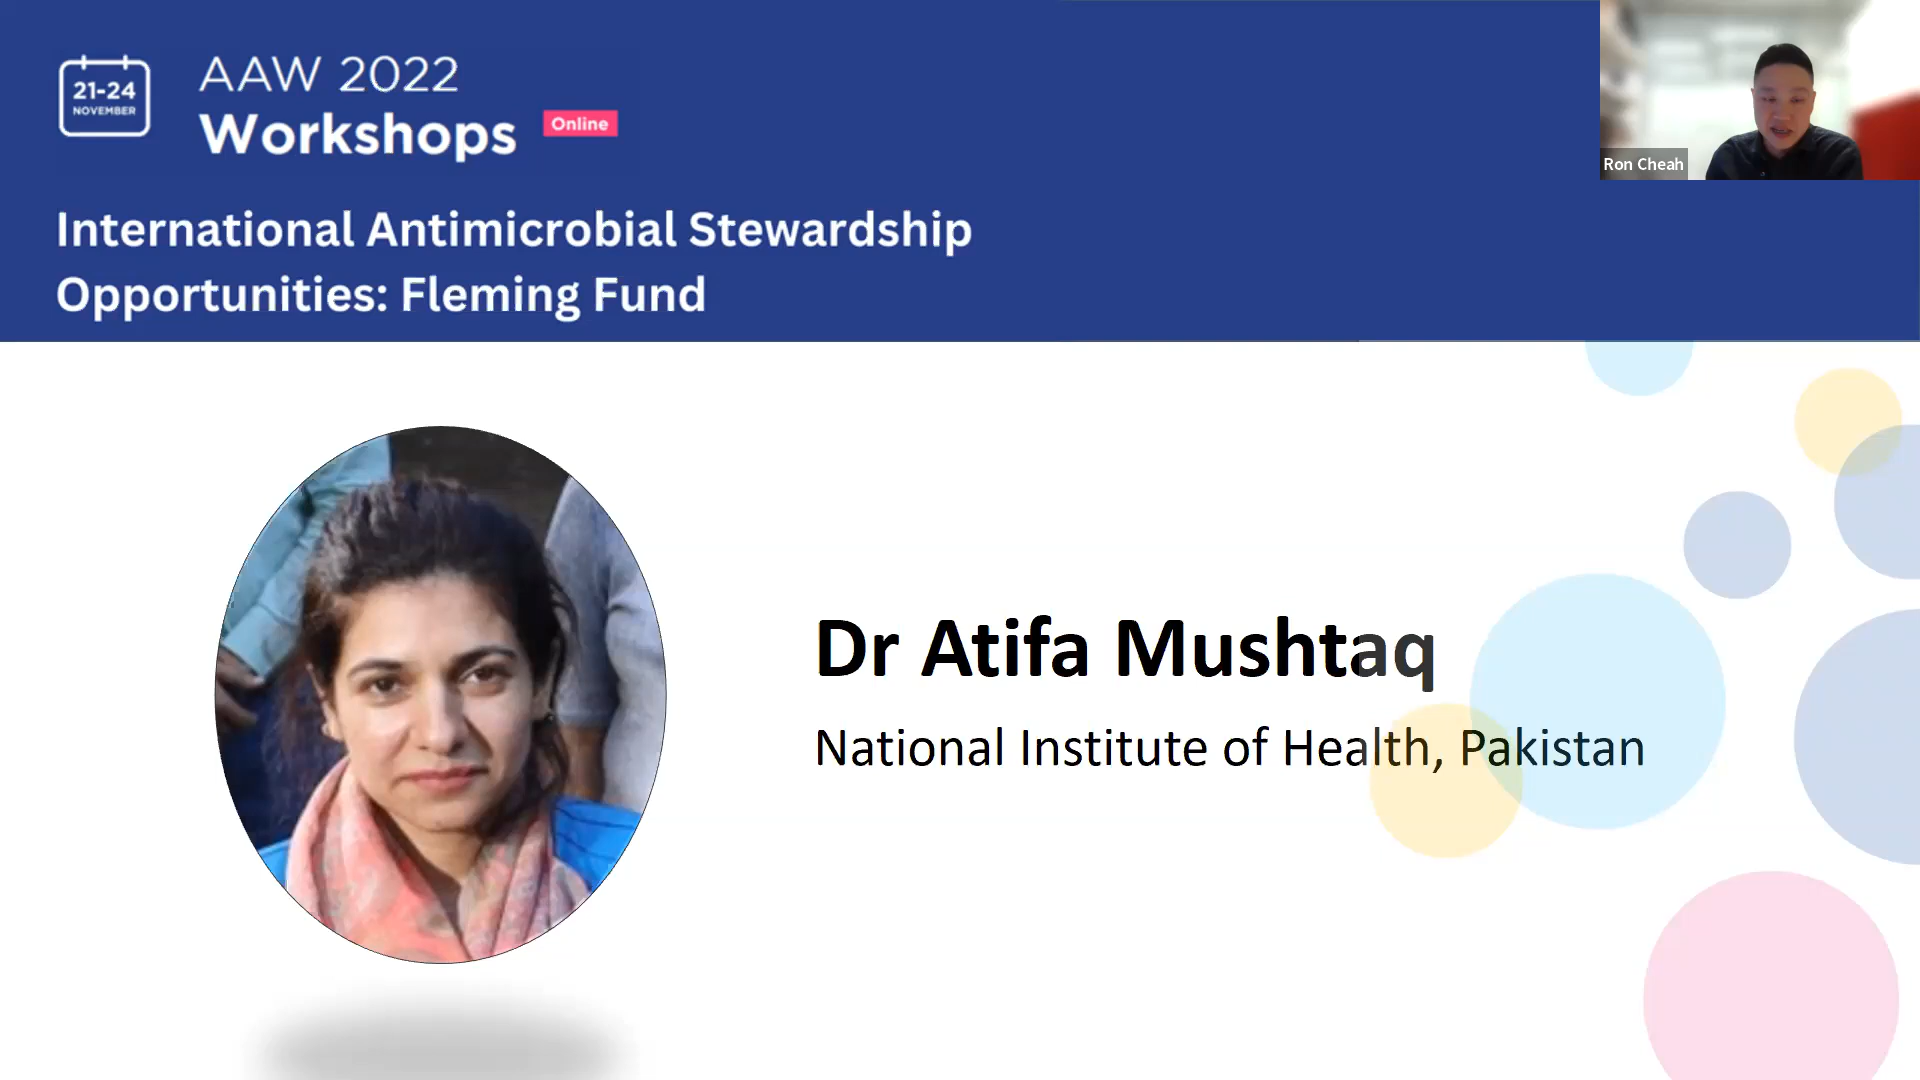 21-24
NOVEMBER
AAW 2022
Workshops
Online
International Antimicrobial Stewardship
Opportunities: Fleming Fund
Ron Cheah
Dr Atifa Mushtaq
National Institute of Health, Pakistan